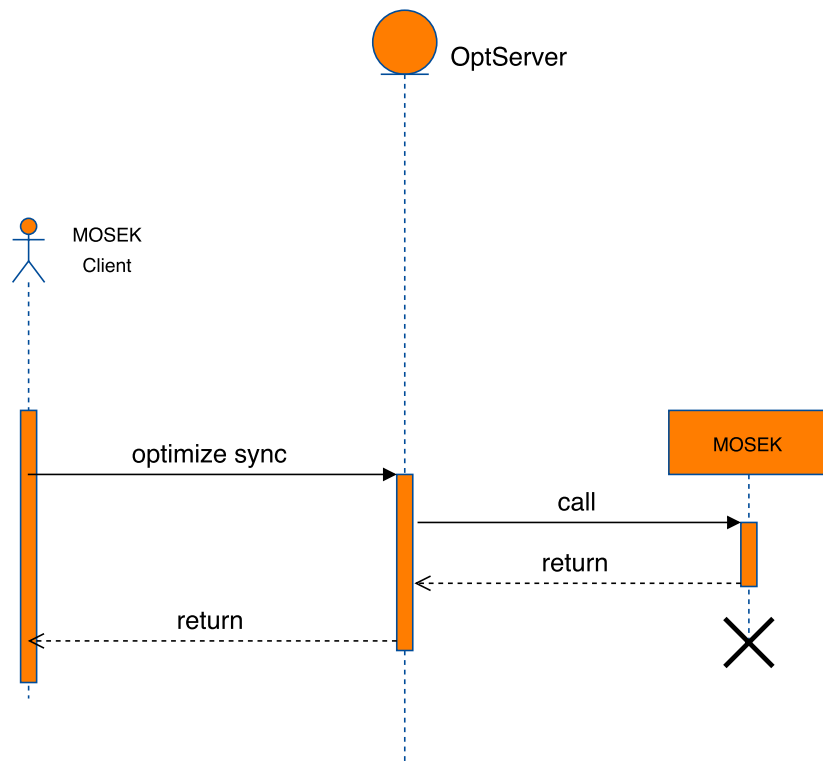 OptServer
MOSEK
Client
optimize sync
MOSEK
call
return
return